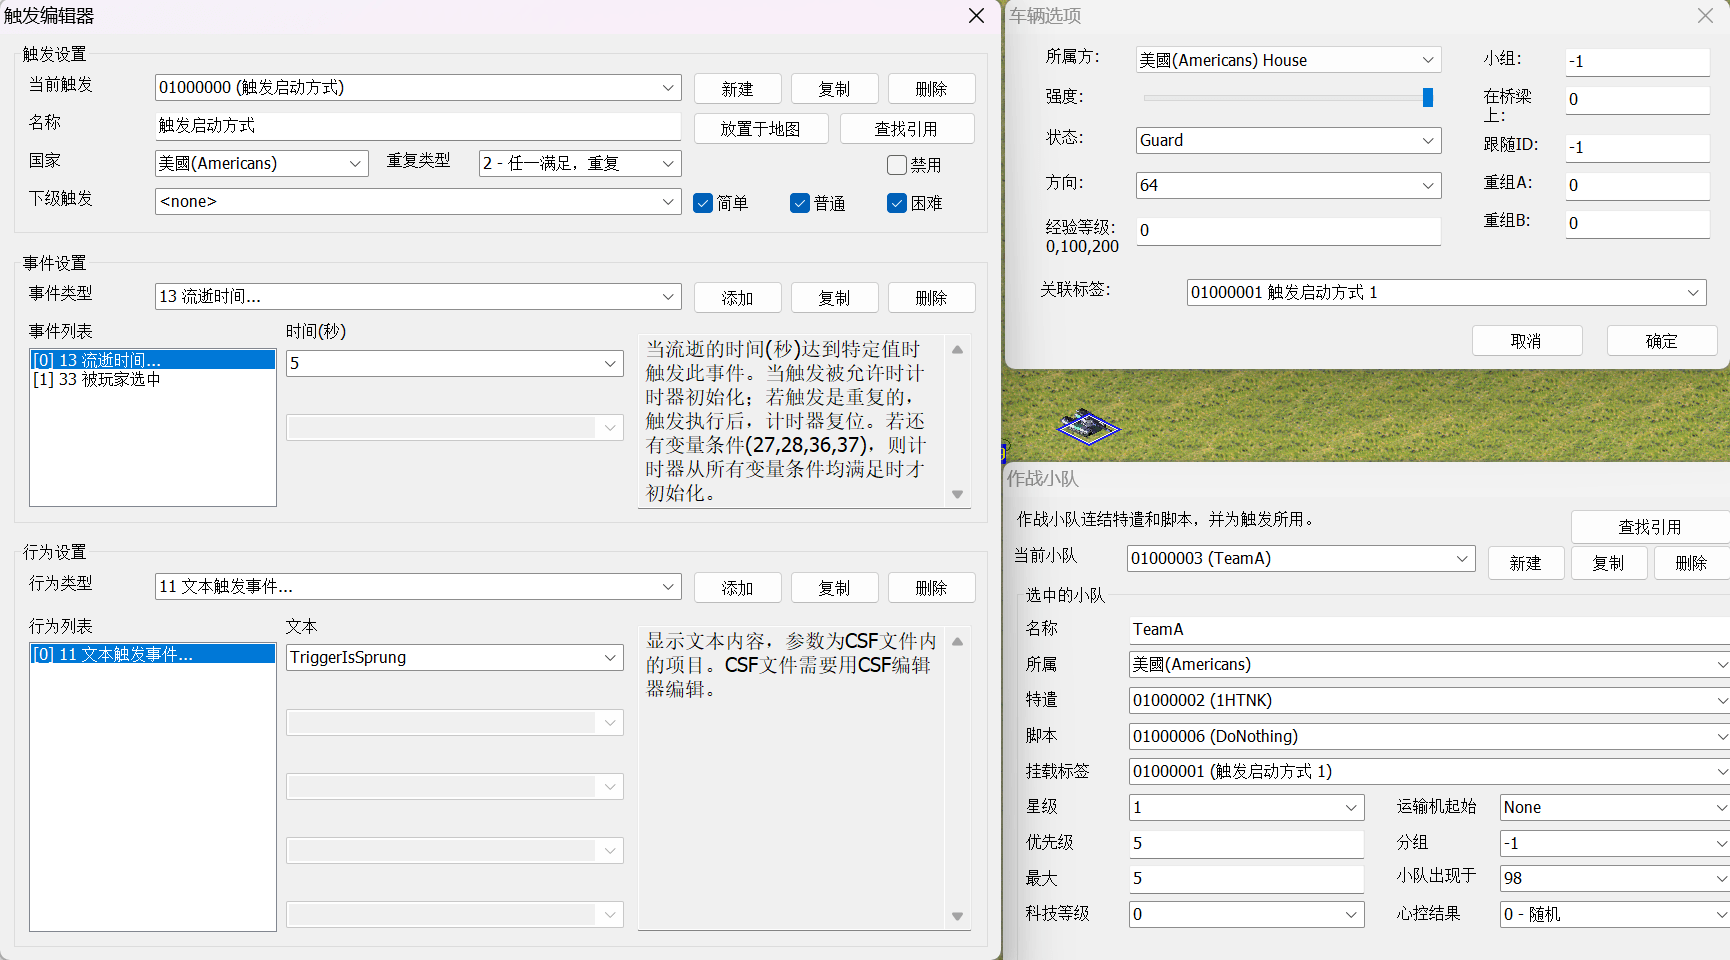 触发编辑器
触发设置
当前触发
01000000 (触发启动方式)
新建
复制
删除
名称
触发启动方式
放置于地图
查找引用
国家
美國(Americans)
重复类型
2 - 任一满足，重复
禁用
下级触发
<none>
简单
普通
困难
事件设置
事件类型
13 流逝时间...
添加
复制
删除
事件列表
时间(秒)
[0] 13 流逝时间...
[1] 33 被玩家选中
5
当流逝的时间(秒)达到特定值时
触发此事件。当触发被允许时计
时器初始化；若触发是重复的，
触发执行后，计时器复位。若还
有变量条件(27,28,36,37)，则计
时器从所有变量条件均满足时才
初始化。
行为设置
行为类型
11 文本触发事件...
添加
复制
删除
行为列表
文本
[0] 11 文本触发事件...
TriggerIsSprung
显示文本内容，参数为CSF文件内
的项目。CSF文件需要用CSF编辑
器编辑。
车辆选项
所属方:
美國(Americans) House
小组:
-1
强度:
在桥梁
上:
0
状态:
Guard
跟随ID:
-1
方向:
64
重组A:
0
经验等级:
0,100,200
0
重组B:
0
关联标签:
01000001 触发启动方式 1
取消
确定
作战小队
作战小队连结特遣和脚本，并为触发所用。
查找引用
当前小队
01000003 (TeamA)
新建
复制
删除
选中的小队
名称
TeamA
所属
美國(Americans)
特遣
01000002 (1HTNK)
脚本
01000006 (DoNothing)
挂载标签
01000001 (触发启动方式 1)
星级
1
运输机起始
None
优先级
5
分组
-1
最大
5
小队出现于
98
科技等级
0
心控结果
0 - 随机